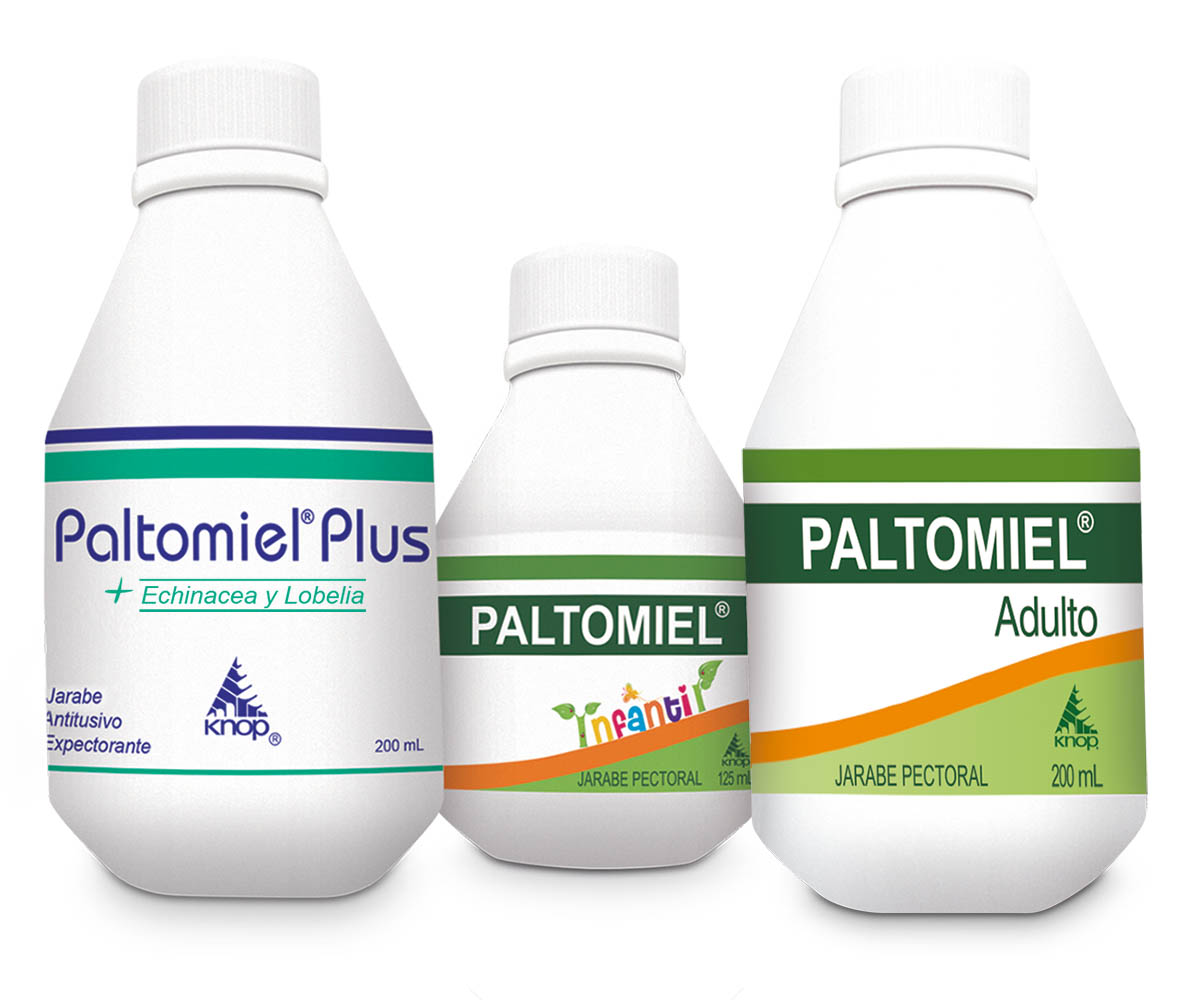 Paltomiel® Plus
+ Echinacea y Lobelia
Jarabe
Antitusivo
Expectorante
knop®
200 mL
PALTOMIEL®
infantil
knop
JARABE PECTORAL
125 mL
PALTOMIEL®
Adulto
knop
JARABE PECTORAL
200 mL